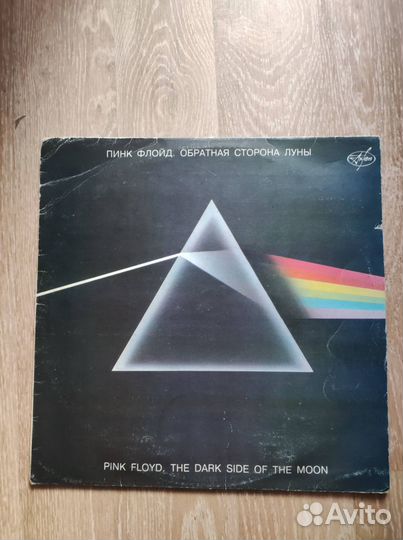 ПИНК ФЛОЙД. ОБРАТНАЯ СТОРОНА ЛУНЫ
PINK FLOYD. THE DARK SIDE OF THE MOON
Avito